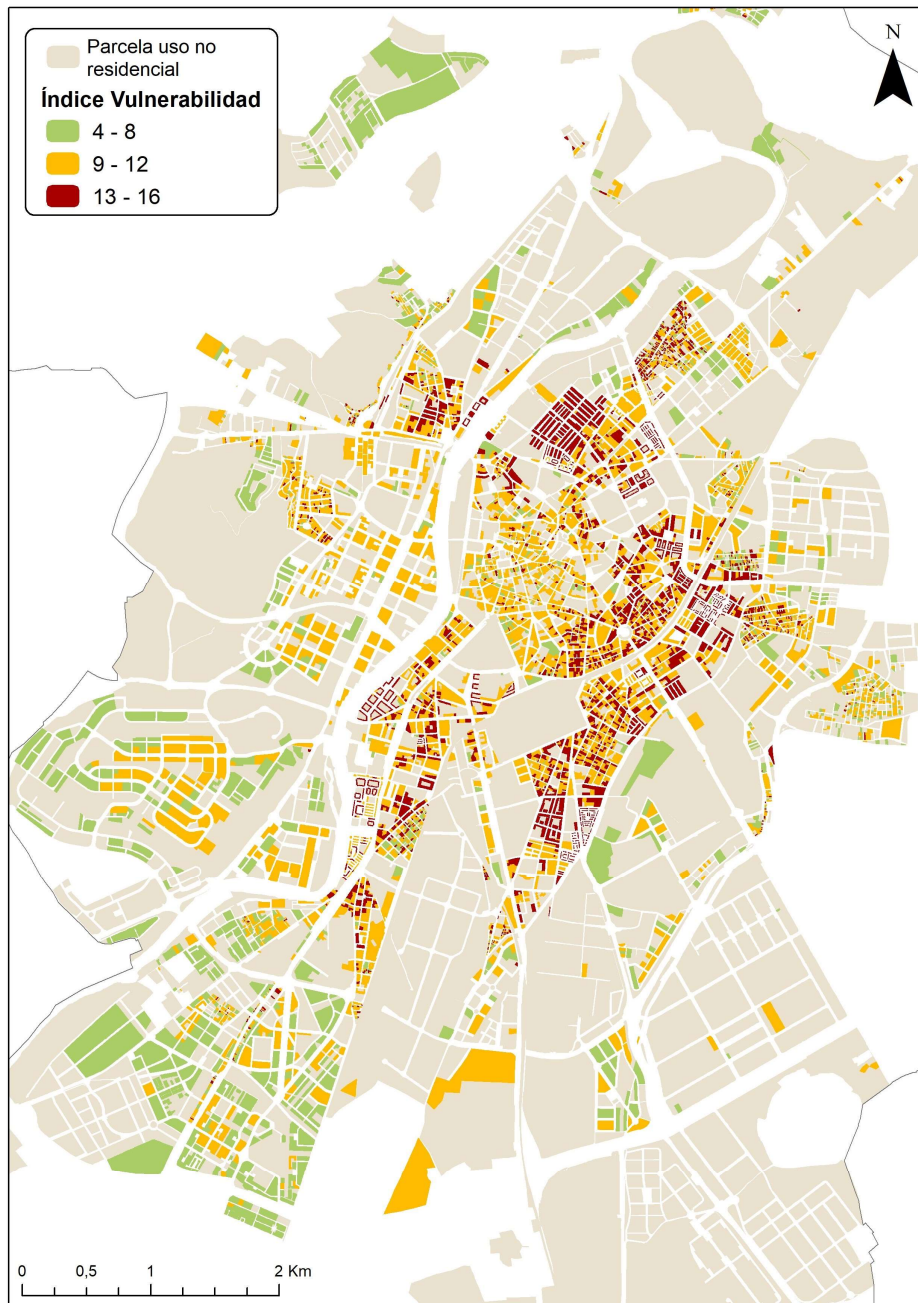 Parcela uso no
residencial
Índice Vulnerabilidad
4 - 8
9 - 12
13 - 16
N
0 0,5 1 2 Km